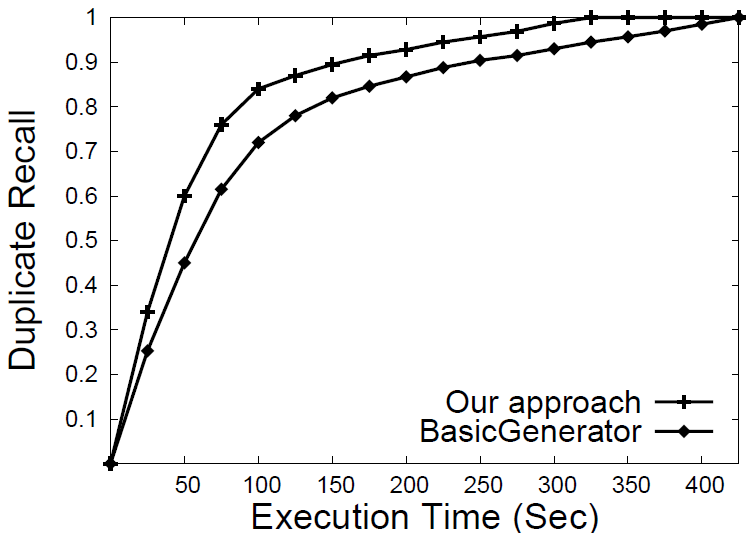 1
0.9
0.8
0.7
0.6
0.5
0.4
0.3
0.2
0.1
Duplicate Recall
Our approach
BasicGenerator
50 100 150 200 250 300 350 400
Execution Time (Sec)